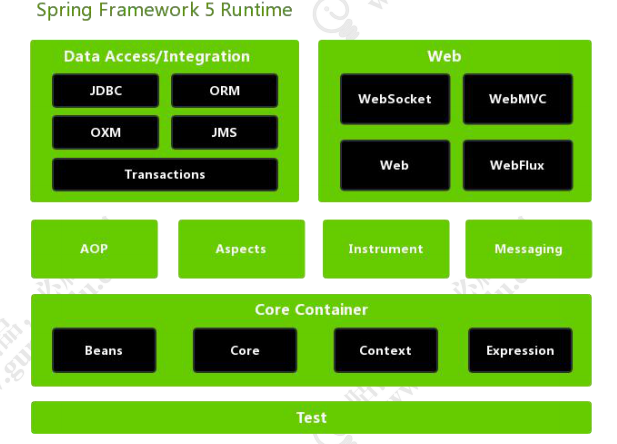 Spring Framework 5 Runtime
Data Access/Integration
JDBC ORM
OXM JMS
Transactions
Web
WebSocket WebMVC
Web WebFlux
AOP Aspects Instrument Messaging
Core Container
Beans Core Context Expression
Test